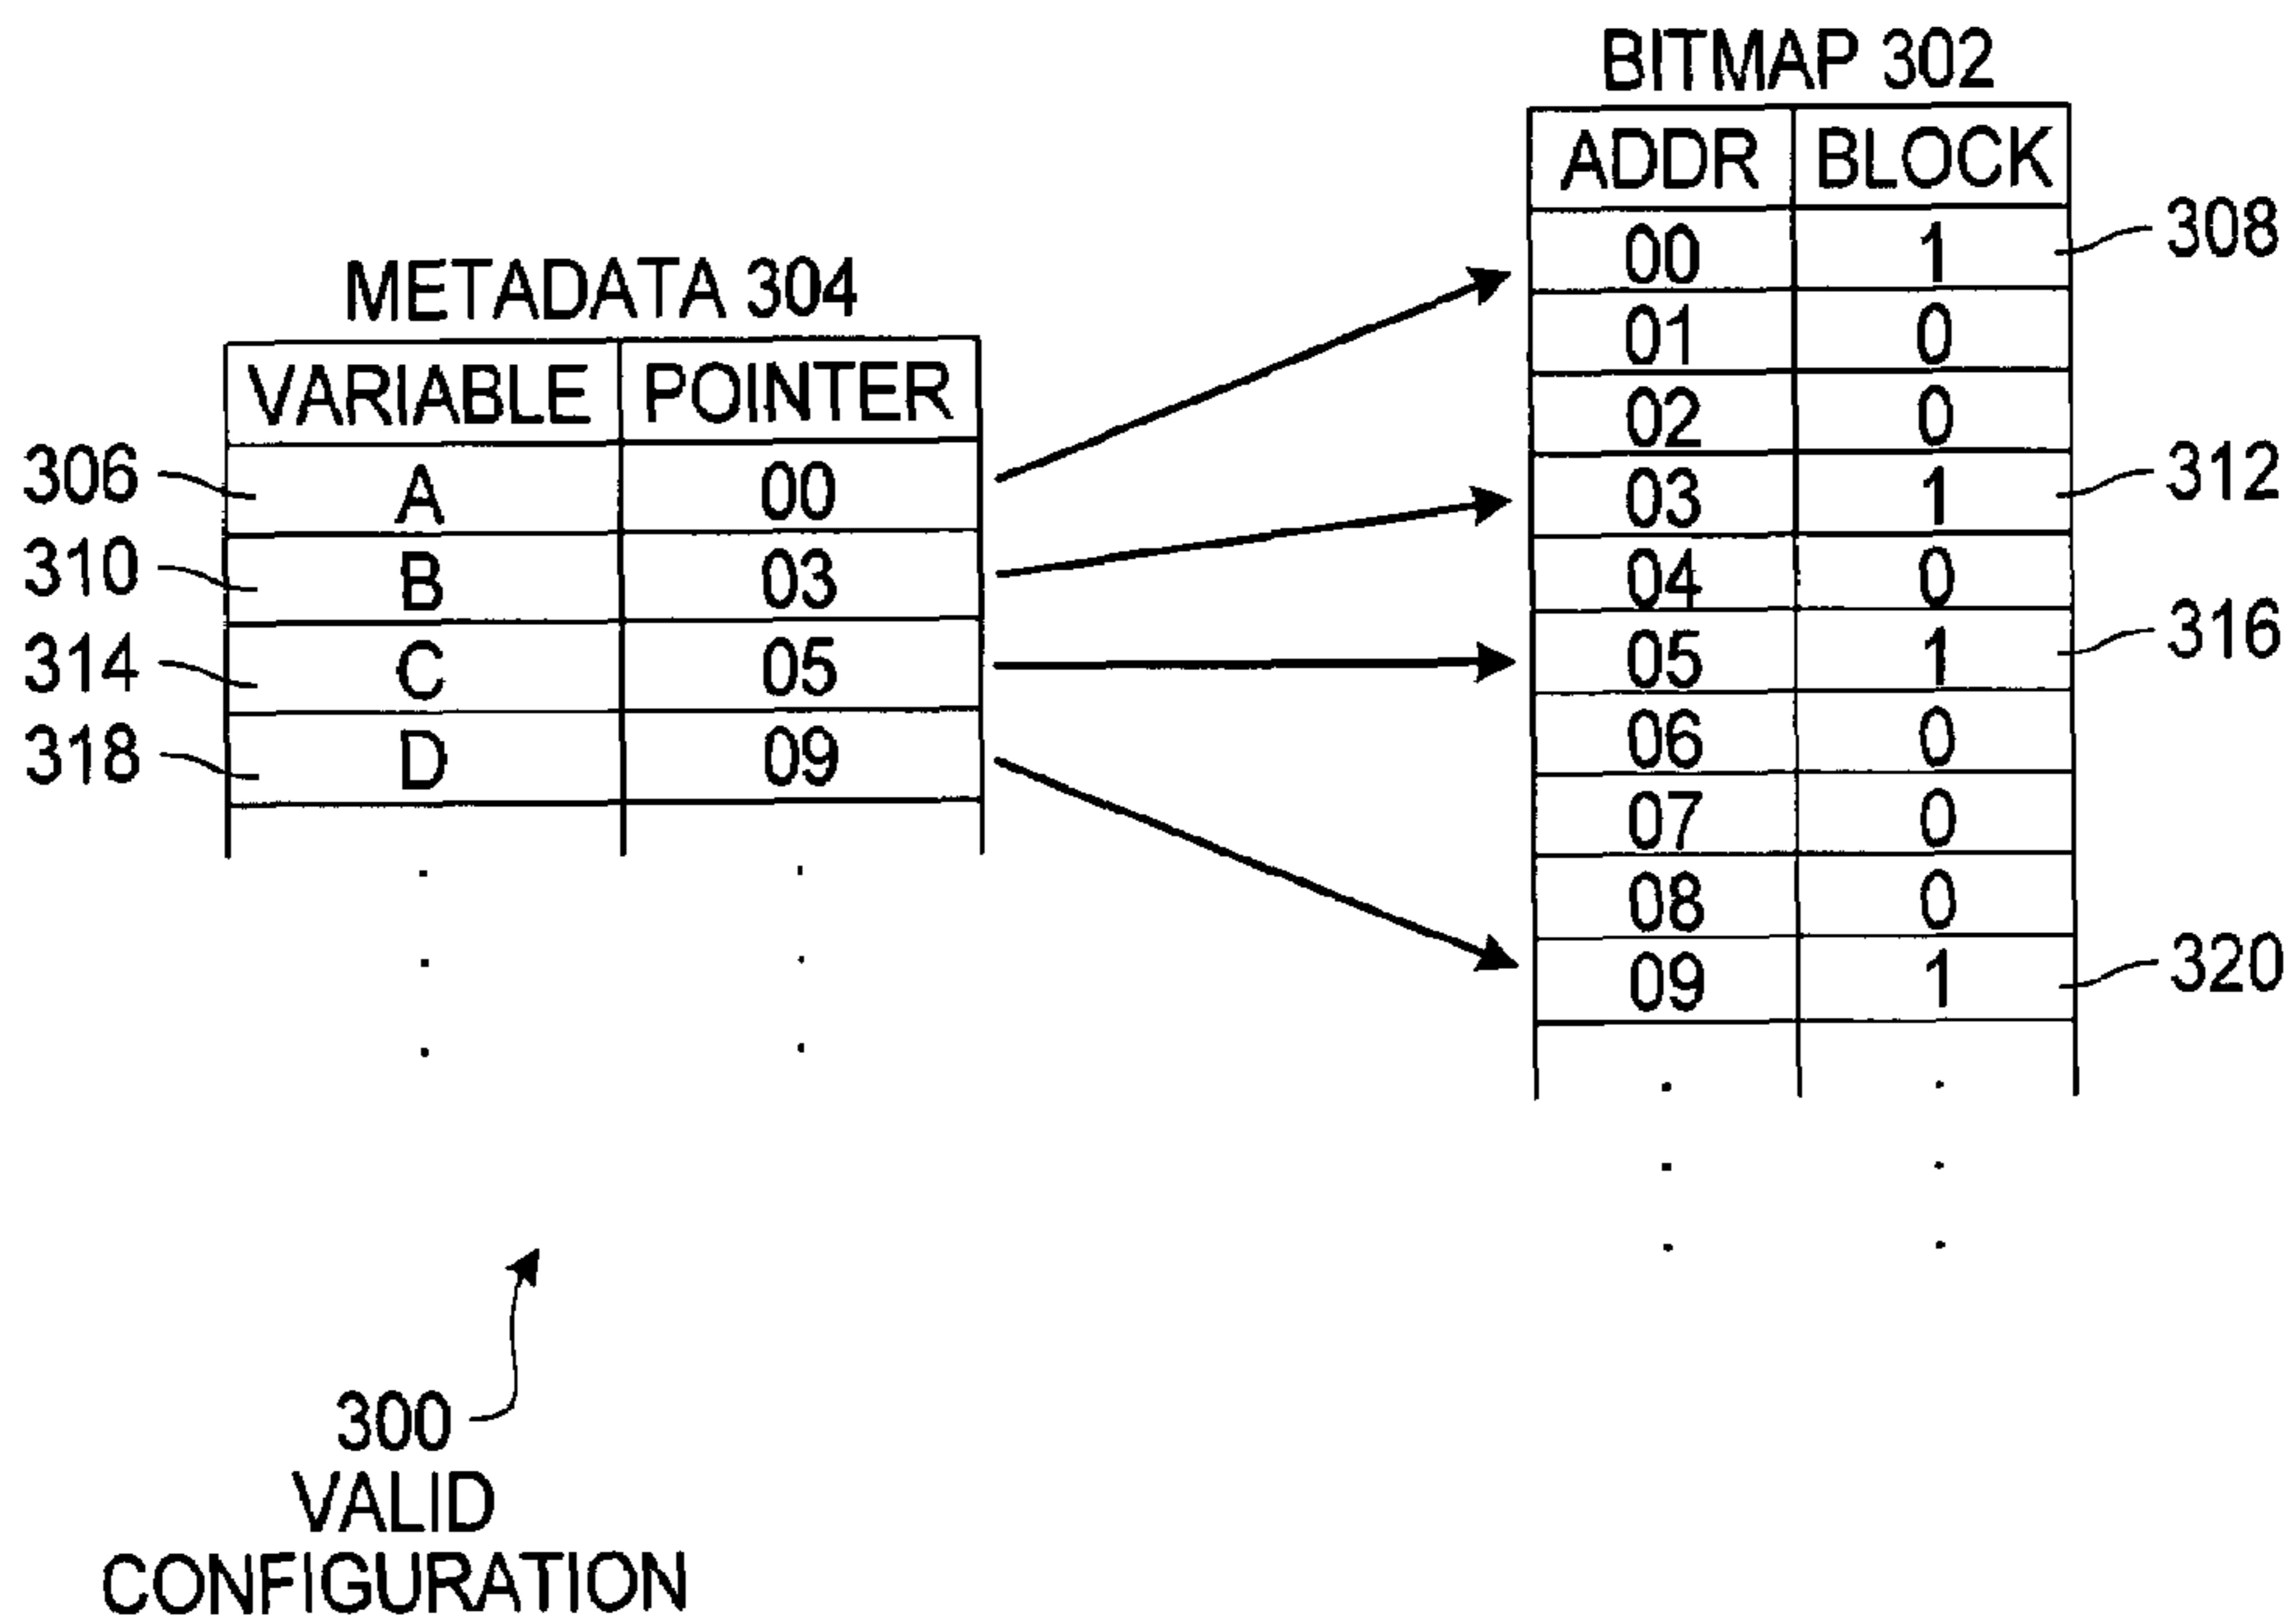 BITMAP 302
ADDR BLOCK
00 1 308
01 0
02 0
03 1 312
04 0
05 1 316
06 0
07 0
08 0
09 1 320
METADATA 304
VARIABLE POINTER
306 A 00
310 B 03
314 C 05
318 D 09
300
VALID
CONFIGURATION